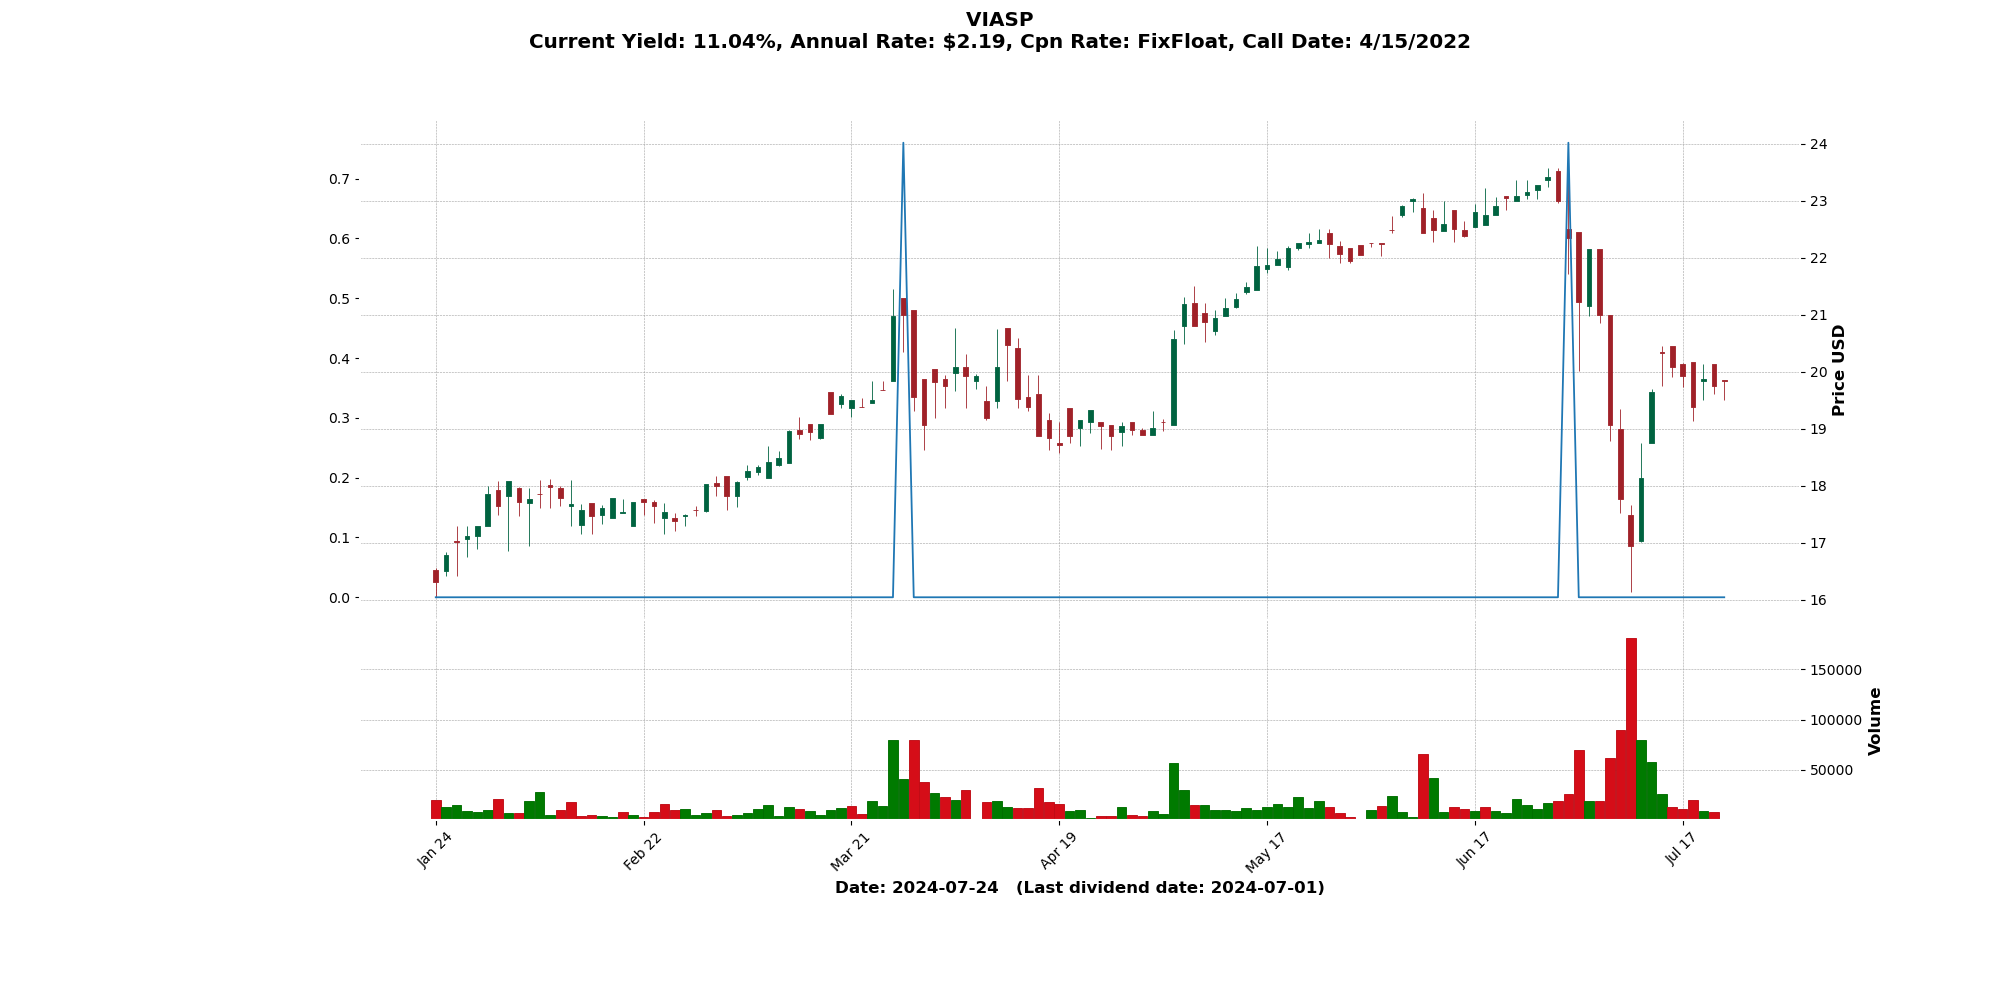 VIASP
Current Yield: 11.04%, Annual Rate: $2.19, Cpn Rate: FixFloat, Call Date: 4/15/2022
0.7
0.6
0.5
0.4
0.3
0.2
0.1
0.0
24
23
22
21
20
19
18
17
16
Price USD
150000
100000
50000
Volume
Jan 24
Feb 22
Mar 21
Apr 19
May 17
Jun 17
Jul 17
Date: 2024-07-24   (Last dividend date: 2024-07-01)